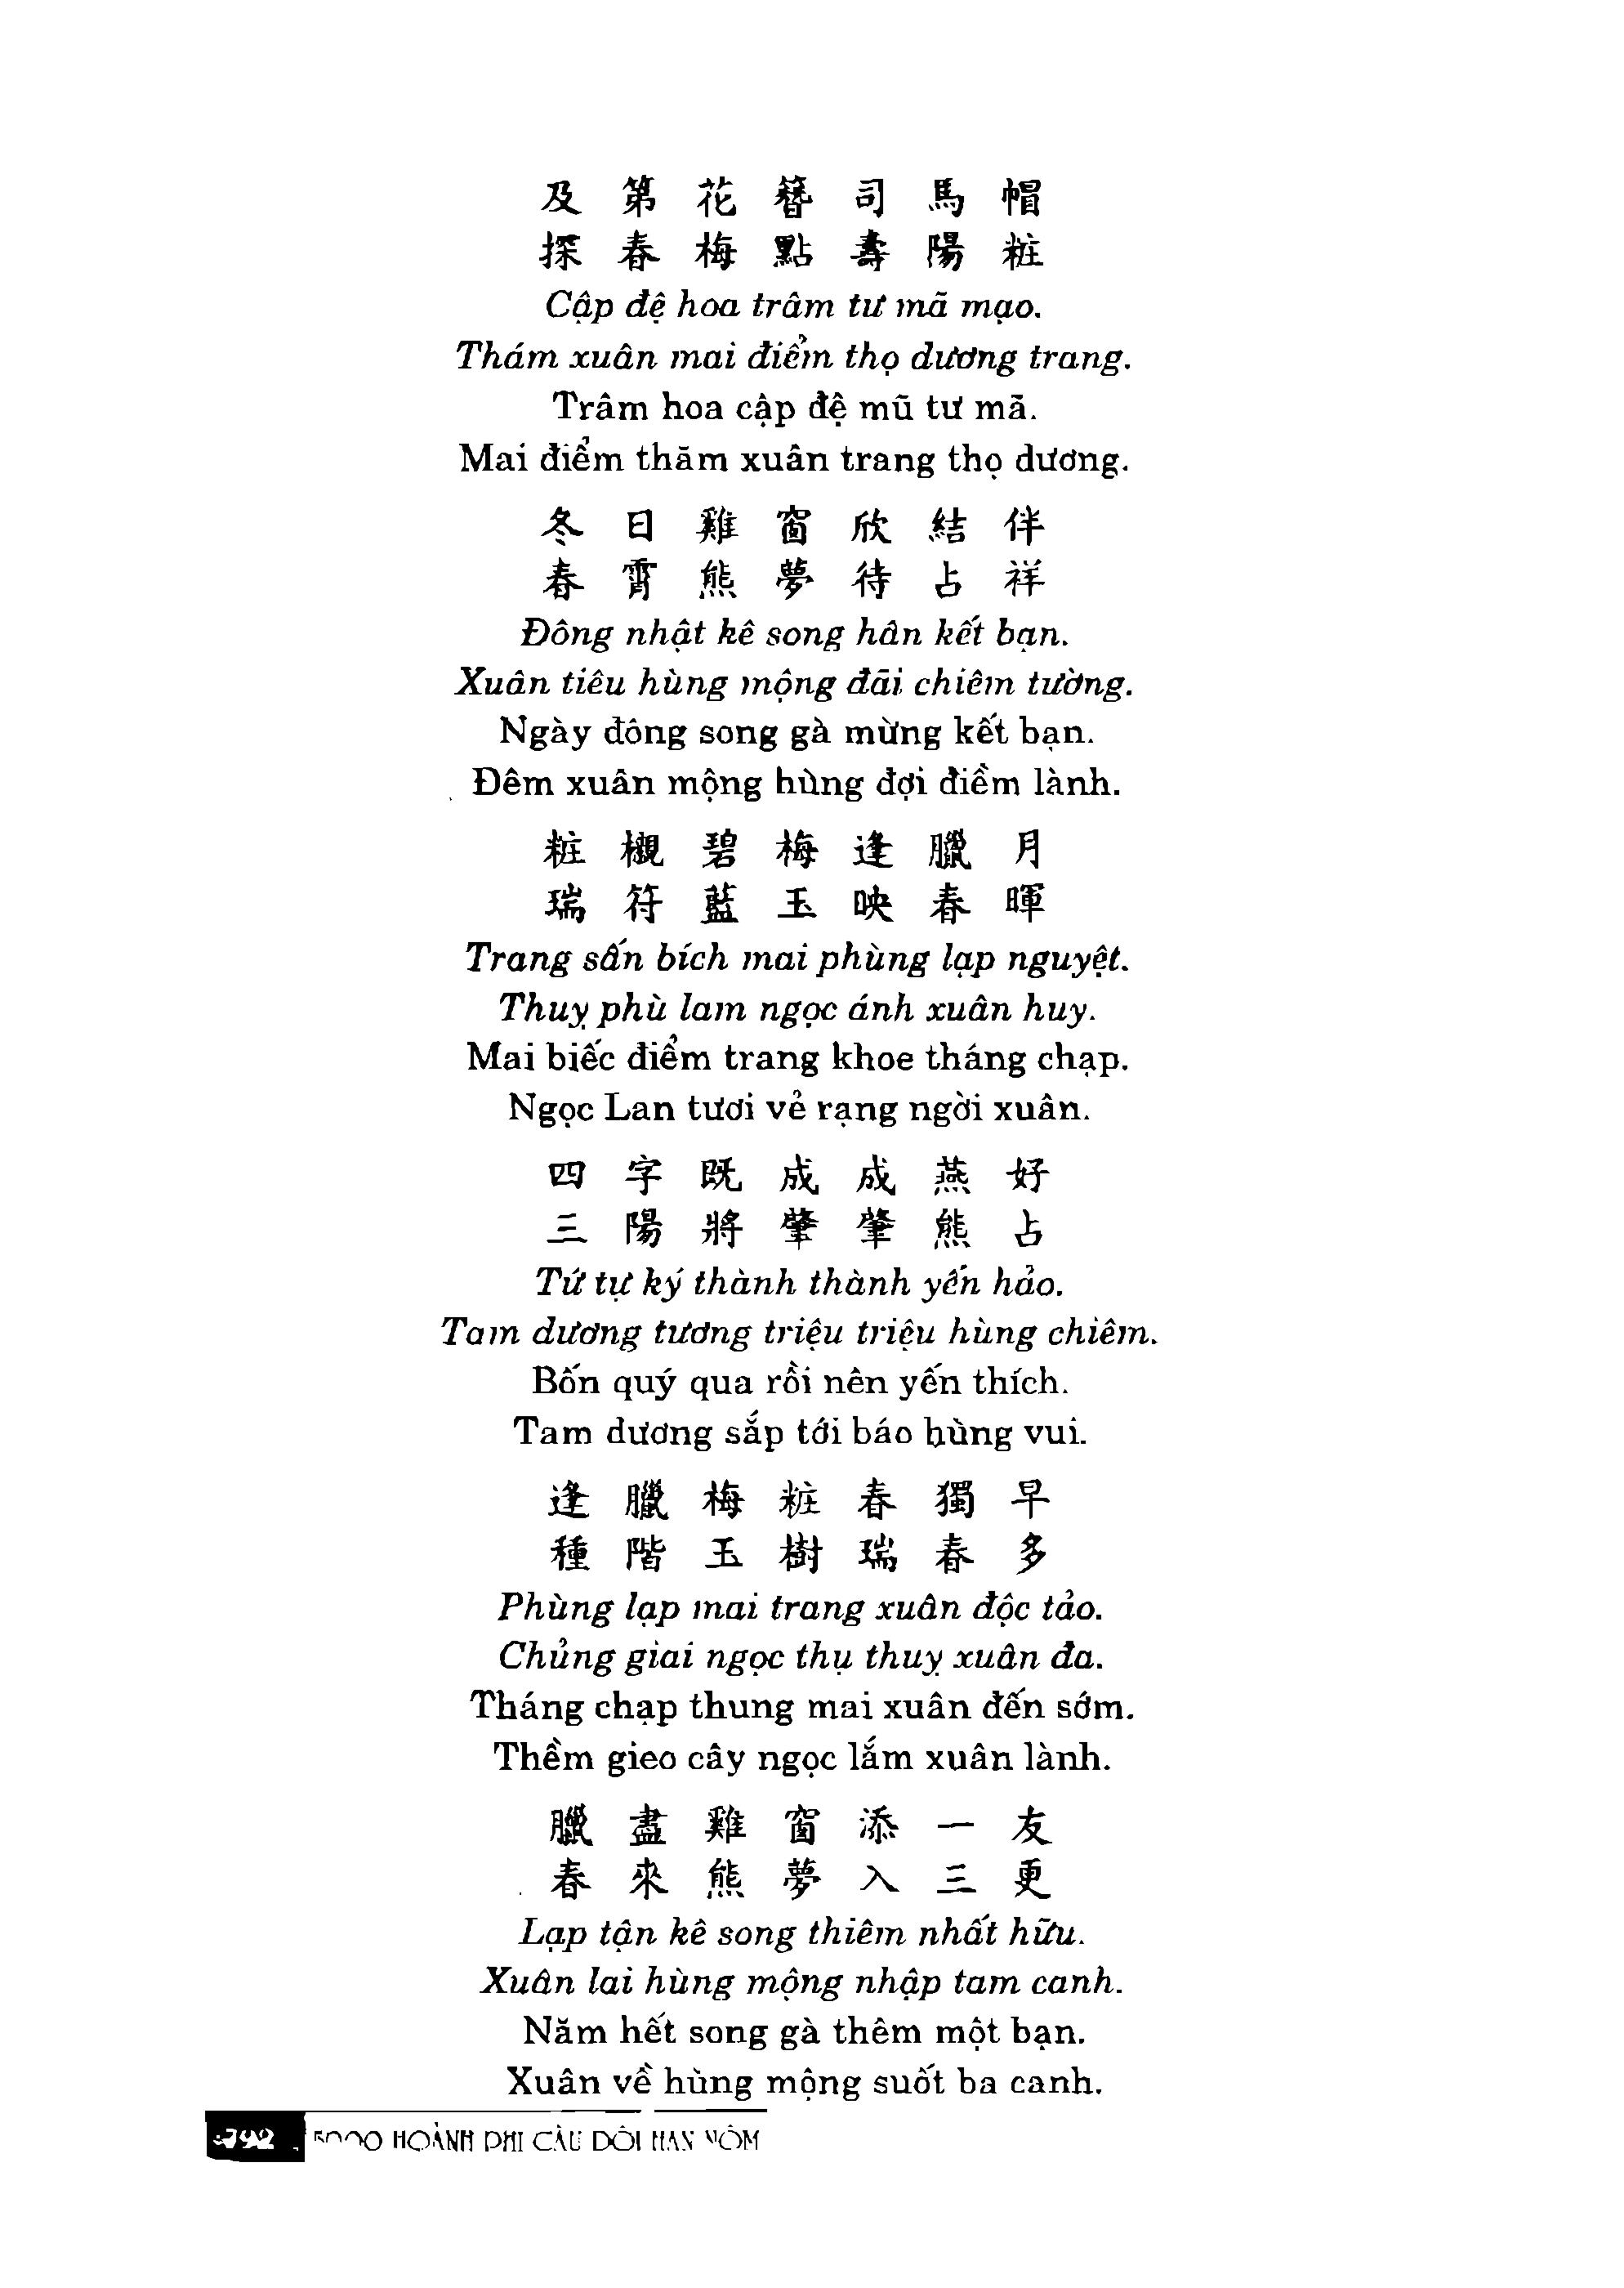 及第花簪司馬帽
探春梅點壽陽粧
Cập đệ hoa trâm tư mã mạo.
Thám xuân mai điểm thọ dương trang.
Trâm hoa cập đệ mũ tư mã.
Mai điểm thăm xuân trang thọ dương.
冬日雞窗欣結伴
春霄熊夢待占祥
Đông nhật kê song hân kết bạn.
Xuân tiêu hùng mộng đãi chiêm tường.
Ngày đông song gà mừng kết bạn.
Đêm xuân mộng hùng đợi điềm lành.
粧櫬碧梅逢臘月
瑞符藍玉映春暉
Trang sấn bích mai phùng lạp nguyệt.
Thuỵ phù lam ngọc ánh xuân huy.
Mai biếc điểm trang khoe tháng chạp.
Ngọc Lan tươi vẻ rạng ngời xuân.
四字既成成燕好
三陽將肇肇熊占
Tứ tự ký thành thành yến hảo.
Tam dương tương triệu triệu hùng chiêm.
Bốn quý qua rồi nên yến thích.
Tam dương sắp tới báo hùng vui.
逢臘梅粧春獨早
種階玉樹瑞春多
Phùng lạp mai trang xuân độc tảo.
Chủng giai ngọc thụ thuỵ xuân đa.
Tháng chạp thung mai xuân đến sớm.
Thềm gieo cây ngọc lắm xuân lành.
臘盡雞窗添一友
春來熊夢入三更
Lạp tận kê song thiêm nhất hữu.
Xuân lai hùng mộng nhập tam canh.
Năm hết song gà thêm một bạn.
Xuân về hùng mộng suốt ba canh.
5000 HOÀNH PHI CÂU ĐỐI HÁN NÔM